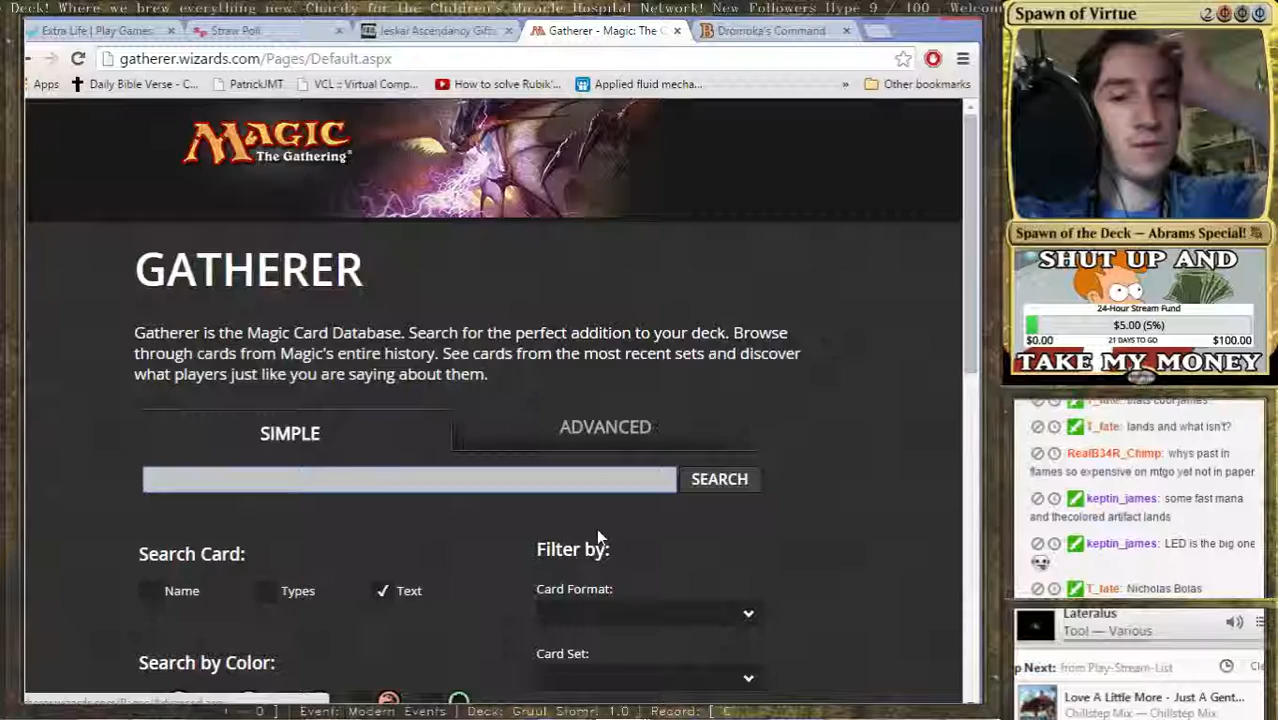 Deck! Where we brew everything new. Charity for the Children's Miracle Hospital Network! New Followers Hype 9 / 100 . Welcome
Extra Life | Play Games
Straw Poll
Jeskai Ascendancy Gifts
Gatherer - Magic: The G
Dromoka's Command
gatherer.wizards.com/Pages/Default.aspx
Apps
Daily Bible Verse - C...
PatrickJMT
VCL :: Virtual Comp...
How to solve Rubik'...
Applied fluid mecha...
»
Other bookmarks
MAGIC
The Gathering®
GATHERER
Gatherer is the Magic Card Database. Search for the perfect addition to your deck. Browse
through cards from Magic's entire history. See cards from the most recent sets and discover
what players just like you are saying about them.
SIMPLE
ADVANCED
SEARCH
Search Card:
Name
Types
Text
Filter by:
Card Format:
Card Set:
Search by Color:
Event: Modern Events | Deck: Gruul Stompy 1.0 | Record: [
Spawn of Virtue
2
Spawn of the Deck — Abrams Special!
SHUT UP AND
24-Hour Stream Fund
$5.00 (5%)
$0.00
21 DAYS TO GO
$100.00
TAKE MY MONEY
T_fate: thats cool james
T_fate: lands and what isn't?
RealB34R_Chimp: whys past in
flames so expensive on mtgo yet not in paper
keptin_james: some fast mana
and thecolored artifact lands
keptin_james: LED is the big one
T_fate: Nicholas Bolas
Lateralus
Tool — Various
p Next: from Play-Stream-List
Cle
Love A Little More - Just A Gent...
Chillstep Mix — Chillstep Mix